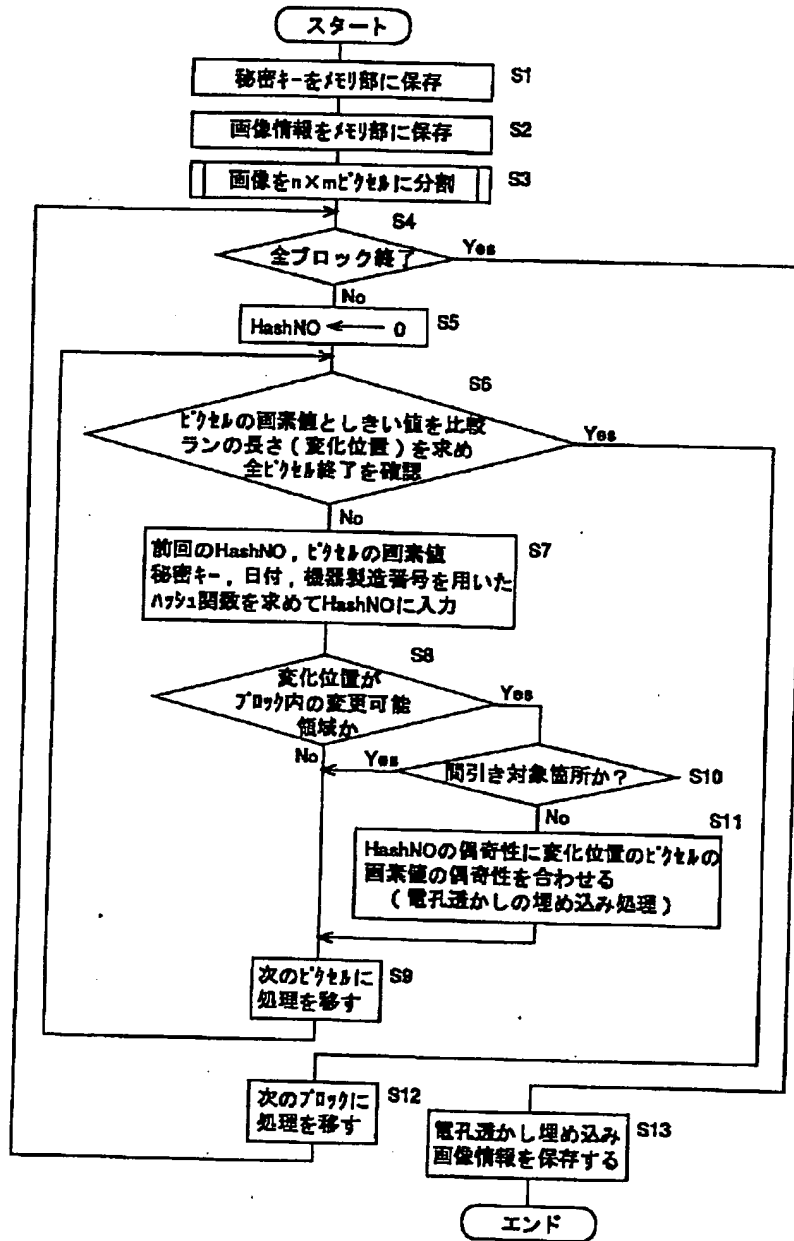 スタート
秘密キーをメモリ部に保存
S1
画像情報をメモリ部に保存
S2
画像をn×mピクセルに分割
S3
S4
全ブロック終了
Yes
No
HashNO ← 0
S5
S6
ピクセルの画素値としきい値を比較
ランの長さ(変化位置)を求め
全ピクセル終了を確認
Yes
No
前回のHashNO,ピクセルの画素値
秘密キー,日付,機器製造番号を用いた
ハッシュ関数を求めてHashNOに入力
S7
S8
変化位置が
ブロック内の変更可能
領域か
Yes
No
Yes
間引き対象箇所か?
S10
No
S11
HashNOの偶奇性に変化位置のピクセルの
画素値の偶奇性を合わせる
(電孔透かしの埋め込み処理)
次のピクセルに
処理を移す
S9
次のブロックに
処理を移す
S12
電孔透かし埋め込み
画像情報を保存する
S13
エンド